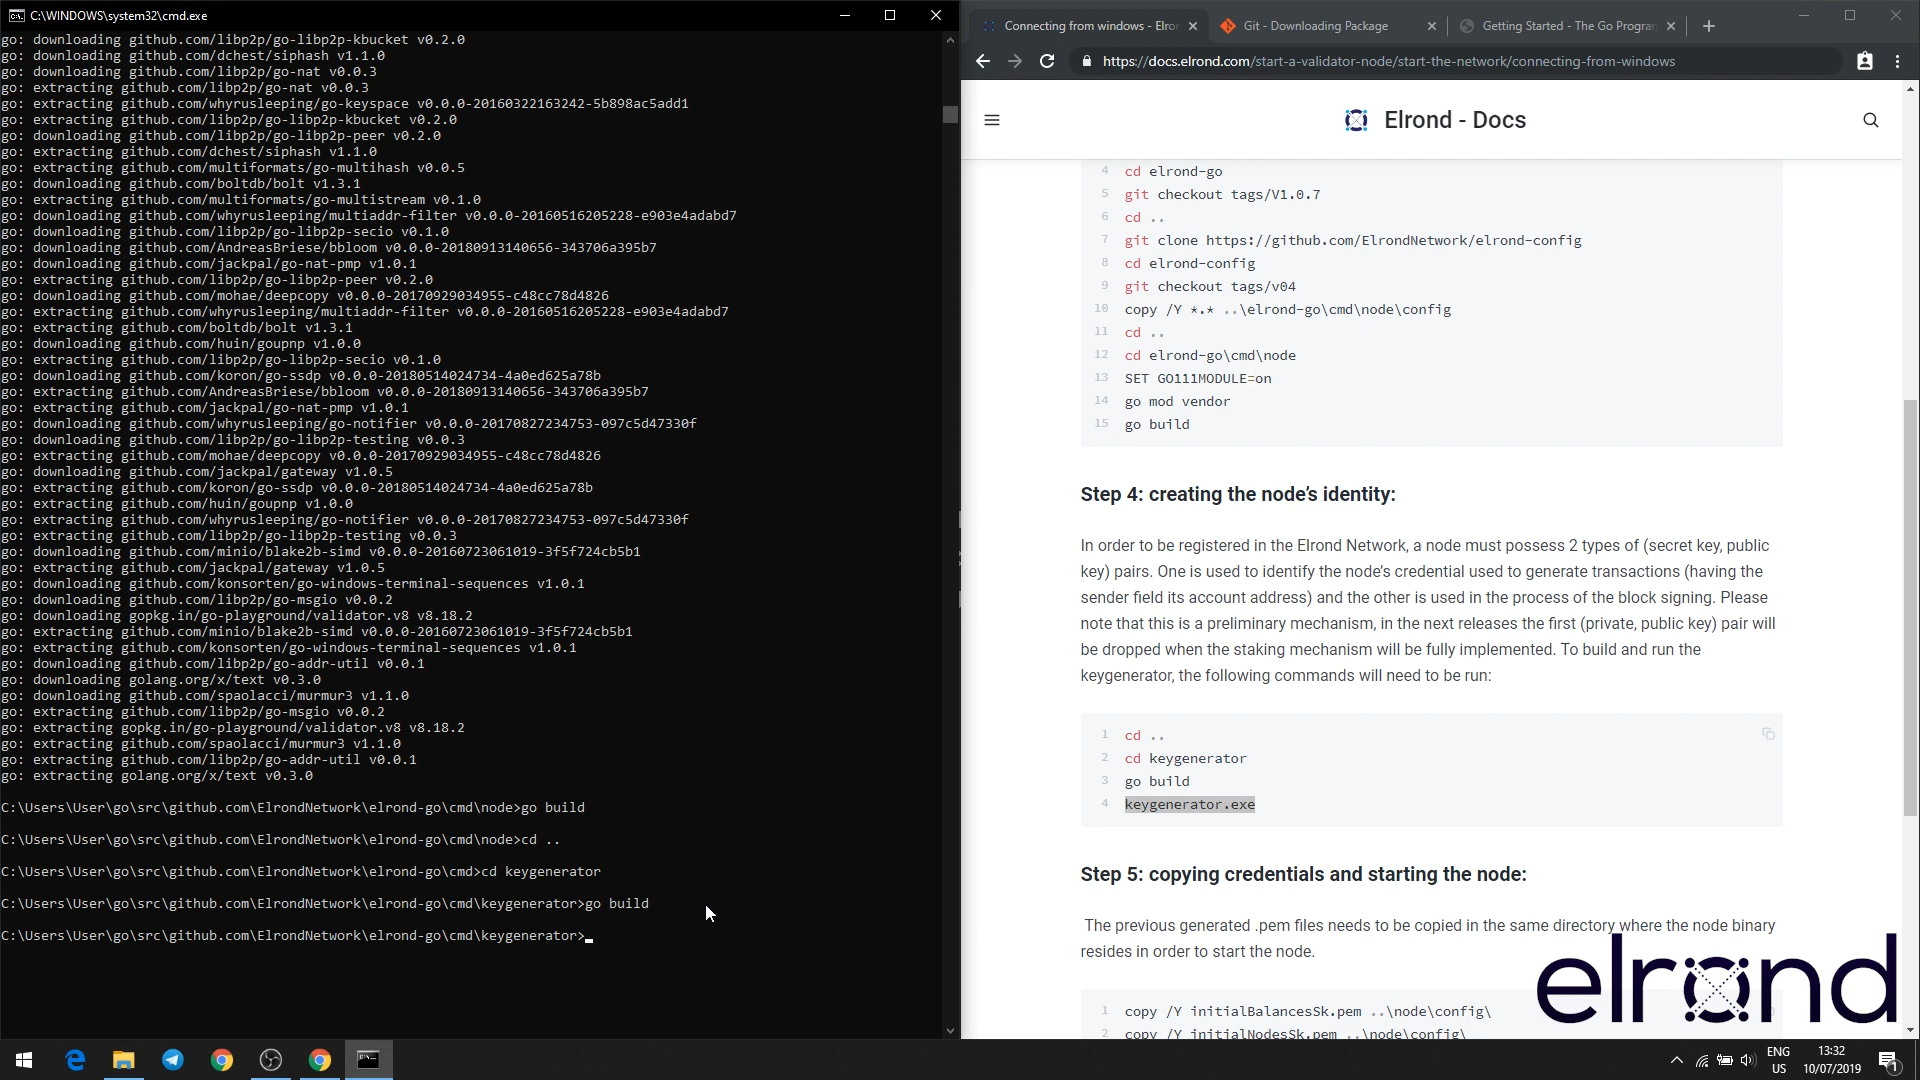 C:\WINDOWS\system32\cmd.exe
go: downloading github.com/libp2p/go-libp2p-kbucket v0.2.0
go: downloading github.com/dchest/siphash v1.1.0
go: downloading github.com/libp2p/go-nat v0.0.3
go: extracting github.com/libp2p/go-nat v0.0.3
go: extracting github.com/whyrusleeping/go-keyspace v0.0.0-20160322163242-5b898ac5add1
go: extracting github.com/libp2p/go-libp2p-kbucket v0.2.0
go: downloading github.com/libp2p/go-libp2p-peer v0.2.0
go: extracting github.com/dchest/siphash v1.1.0
go: extracting github.com/multiformats/go-multihash v0.0.5
go: downloading github.com/boltdb/bolt v1.3.1
go: extracting github.com/multiformats/go-multistream v0.1.0
go: downloading github.com/whyrusleeping/multiaddr-filter v0.0.0-20160516205228-e903e4adabd7
go: downloading github.com/libp2p/go-libp2p-secio v0.1.0
go: downloading github.com/AndreasBriese/bbloom v0.0.0-20180913140656-343706a395b7
go: downloading github.com/jackpal/go-nat-pmp v1.0.1
go: extracting github.com/libp2p/go-libp2p-peer v0.2.0
go: downloading github.com/mohae/deepcopy v0.0.0-20170929034955-c48cc78d4826
go: extracting github.com/whyrusleeping/multiaddr-filter v0.0.0-20160516205228-e903e4adabd7
go: extracting github.com/boltdb/bolt v1.3.1
go: downloading github.com/huin/goupnp v1.0.0
go: extracting github.com/libp2p/go-libp2p-secio v0.1.0
go: downloading github.com/koron/go-ssdp v0.0.0-20180514024734-4a0ed625a78b
go: extracting github.com/AndreasBriese/bbloom v0.0.0-20180913140656-343706a395b7
go: extracting github.com/jackpal/go-nat-pmp v1.0.1
go: downloading github.com/whyrusleeping/go-notifier v0.0.0-20170827234753-097c5d47330f
go: downloading github.com/libp2p/go-libp2p-testing v0.0.3
go: extracting github.com/mohae/deepcopy v0.0.0-20170929034955-c48cc78d4826
go: downloading github.com/jackpal/gateway v1.0.5
go: extracting github.com/koron/go-ssdp v0.0.0-20180514024734-4a0ed625a78b
go: extracting github.com/huin/goupnp v1.0.0
go: extracting github.com/whyrusleeping/go-notifier v0.0.0-20170827234753-097c5d47330f
go: extracting github.com/libp2p/go-libp2p-testing v0.0.3
go: downloading github.com/minio/blake2b-simd v0.0.0-20160723061019-3f5f724cb5b1
go: extracting github.com/jackpal/gateway v1.0.5
go: downloading github.com/konsorten/go-windows-terminal-sequences v1.0.1
go: downloading github.com/libp2p/go-msgio v0.0.2
go: downloading gopkg.in/go-playground/validator.v8 v8.18.2
go: extracting github.com/minio/blake2b-simd v0.0.0-20160723061019-3f5f724cb5b1
go: extracting github.com/konsorten/go-windows-terminal-sequences v1.0.1
go: downloading github.com/libp2p/go-addr-util v0.0.1
go: downloading golang.org/x/text v0.3.0
go: downloading github.com/spaolacci/murmur3 v1.1.0
go: extracting github.com/libp2p/go-msgio v0.0.2
go: extracting gopkg.in/go-playground/validator.v8 v8.18.2
go: extracting github.com/spaolacci/murmur3 v1.1.0
go: extracting github.com/libp2p/go-addr-util v0.0.1
go: extracting golang.org/x/text v0.3.0
C:\Users\User\go\src\github.com\ElrondNetwork\elrond-go\cmd\node>go build
C:\Users\User\go\src\github.com\ElrondNetwork\elrond-go\cmd\node>cd ..
C:\Users\User\go\src\github.com\ElrondNetwork\elrond-go\cmd>cd keygenerator
C:\Users\User\go\src\github.com\ElrondNetwork\elrond-go\cmd\keygenerator>go build
C:\Users\User\go\src\github.com\ElrondNetwork\elrond-go\cmd\keygenerator>
Connecting from windows - Elro
Git - Downloading Package
Getting Started - The Go Progran
https://docs.elrond.com/start-a-validator-node/start-the-network/connecting-from-windows
Elrond - Docs
4 cd elrond-go
5 git checkout tags/V1.0.7
6 cd ..
7 git clone https://github.com/ElrondNetwork/elrond-config
8 cd elrond-config
9 git checkout tags/v04
10 copy /Y *.* ..\elrond-go\cmd\node\config
11 cd ..
12 cd elrond-go\cmd\node
13 SET GO111MODULE=on
14 go mod vendor
15 go build
Step 4: creating the node's identity:
In order to be registered in the Elrond Network, a node must possess 2 types of (secret key, public
key) pairs. One is used to identify the node's credential used to generate transactions (having the
sender field its account address) and the other is used in the process of the block signing. Please
note that this is a preliminary mechanism, in the next releases the first (private, public key) pair will
be dropped when the staking mechanism will be fully implemented. To build and run the
keygenerator, the following commands will need to be run:
1 cd ..
2 cd keygenerator
3 go build
4 keygenerator.exe
Step 5: copying credentials and starting the node:
The previous generated .pem files needs to be copied in the same directory where the node binary
resides in order to start the node.
1 copy /Y initialBalancesSk.pem ..\node\config\
2 copy /Y initialNodesSk.pem ..\node\config\
elrond
ENG
US
13:32
10/07/2019
1